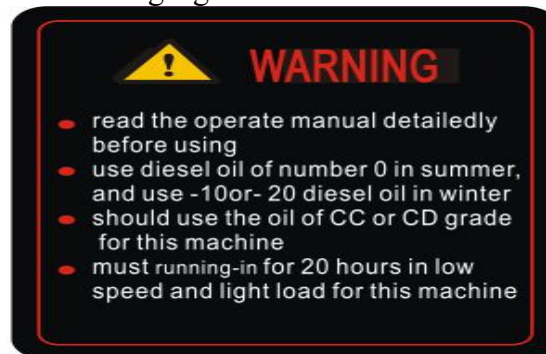 WARNING
read the operate manual detailedly
before using
use diesel oil of number 0 in summer,
and use -10or- 20 diesel oil in winter
should use the oil of CC or CD grade
for this machine
must running-in for 20 hours in low
speed and light load for this machine